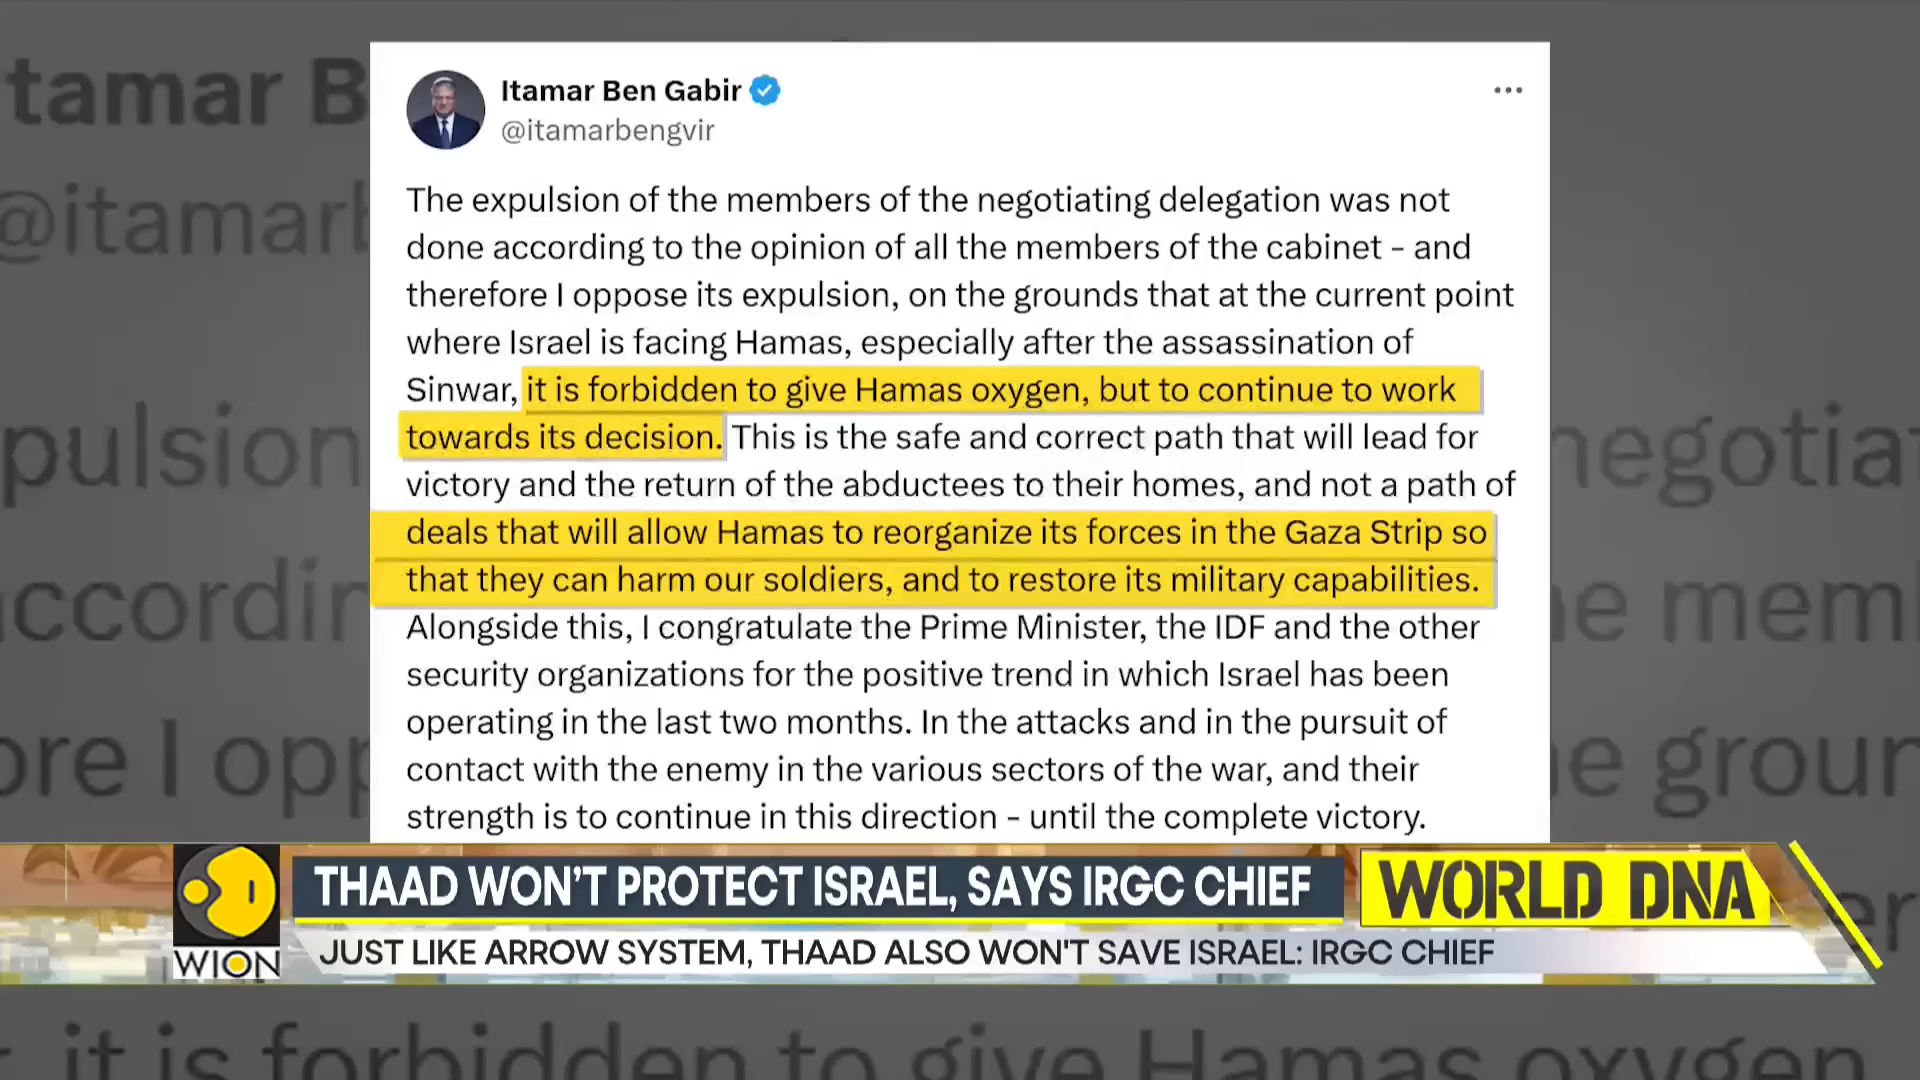 Itamar Ben Gabir
@itamarbengvir
The expulsion of the members of the negotiating delegation was not
done according to the opinion of all the members of the cabinet - and
therefore I oppose its expulsion, on the grounds that at the current point
where Israel is facing Hamas, especially after the assassination of
Sinwar, it is forbidden to give Hamas oxygen, but to continue to work
towards its decision. This is the safe and correct path that will lead for
victory and the return of the abductees to their homes, and not a path of
deals that will allow Hamas to reorganize its forces in the Gaza Strip so
that they can harm our soldiers, and to restore its military capabilities.
Alongside this, I congratulate the Prime Minister, the IDF and the other
security organizations for the positive trend in which Israel has been
operating in the last two months. In the attacks and in the pursuit of
contact with the enemy in the various sectors of the war, and their
strength is to continue in this direction - until the complete victory.
THAAD WON'T PROTECT ISRAEL, SAYS IRGC CHIEF
WORLD DNA
JUST LIKE ARROW SYSTEM, THAAD ALSO WON'T SAVE ISRAEL: IRGC CHIEF
WION
it is forbidden to give Hamas oxygen